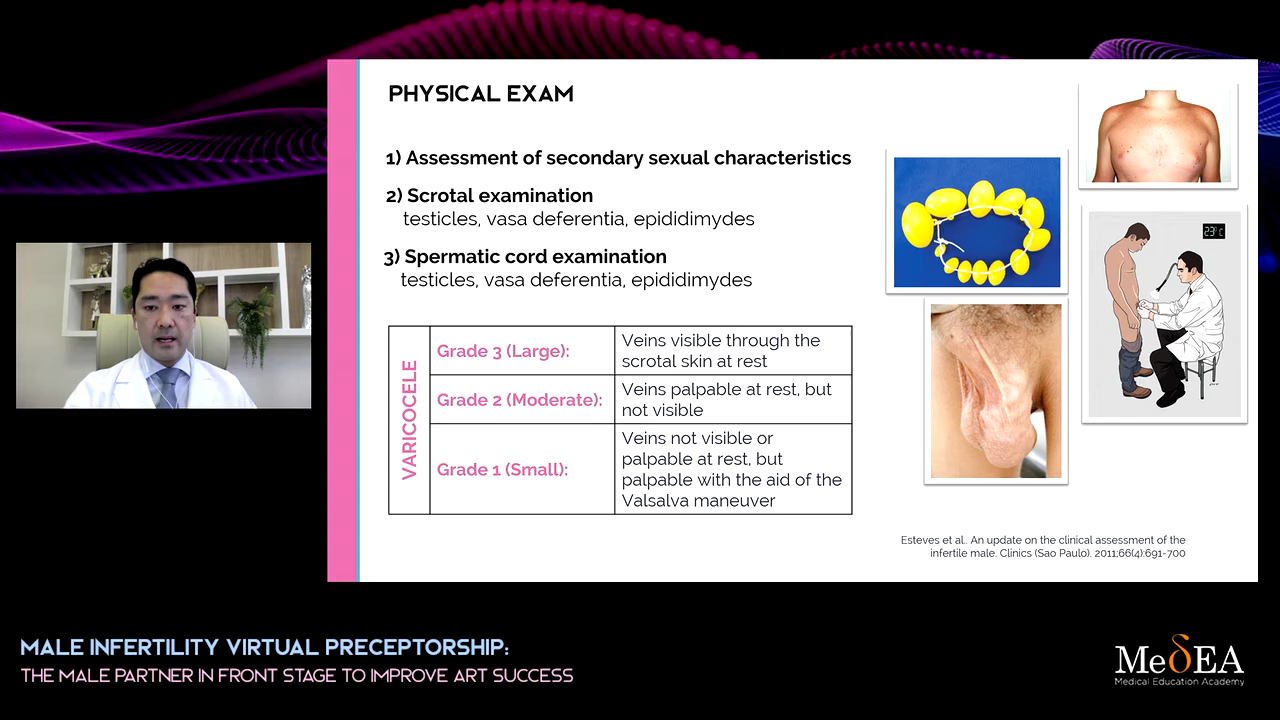 PHYSICAL EXAM
1) Assessment of secondary sexual characteristics
2) Scrotal examination
testicles, vasa deferentia, epididimydes
3) Spermatic cord examination
testicles, vasa deferentia, epididimydes
VARICOCELE
Grade 3 (Large):
Veins visible through the
scrotal skin at rest
Grade 2 (Moderate):
Veins palpable at rest, but
not visible
Grade 1 (Small):
Veins not visible or
palpable at rest, but
palpable with the aid of the
Valsalva maneuver
23°C
Esteves et al.. An update on the clinical assessment of the
infertile male. Clinics (Sao Paulo). 2011;66(4):691-700
MALE INFERTILITY VIRTUAL PRECEPTORSHIP:
THE MALE PARTNER IN FRONT STAGE TO IMPROVE ART SUCCESS
MeδEA
Medical Education Academy